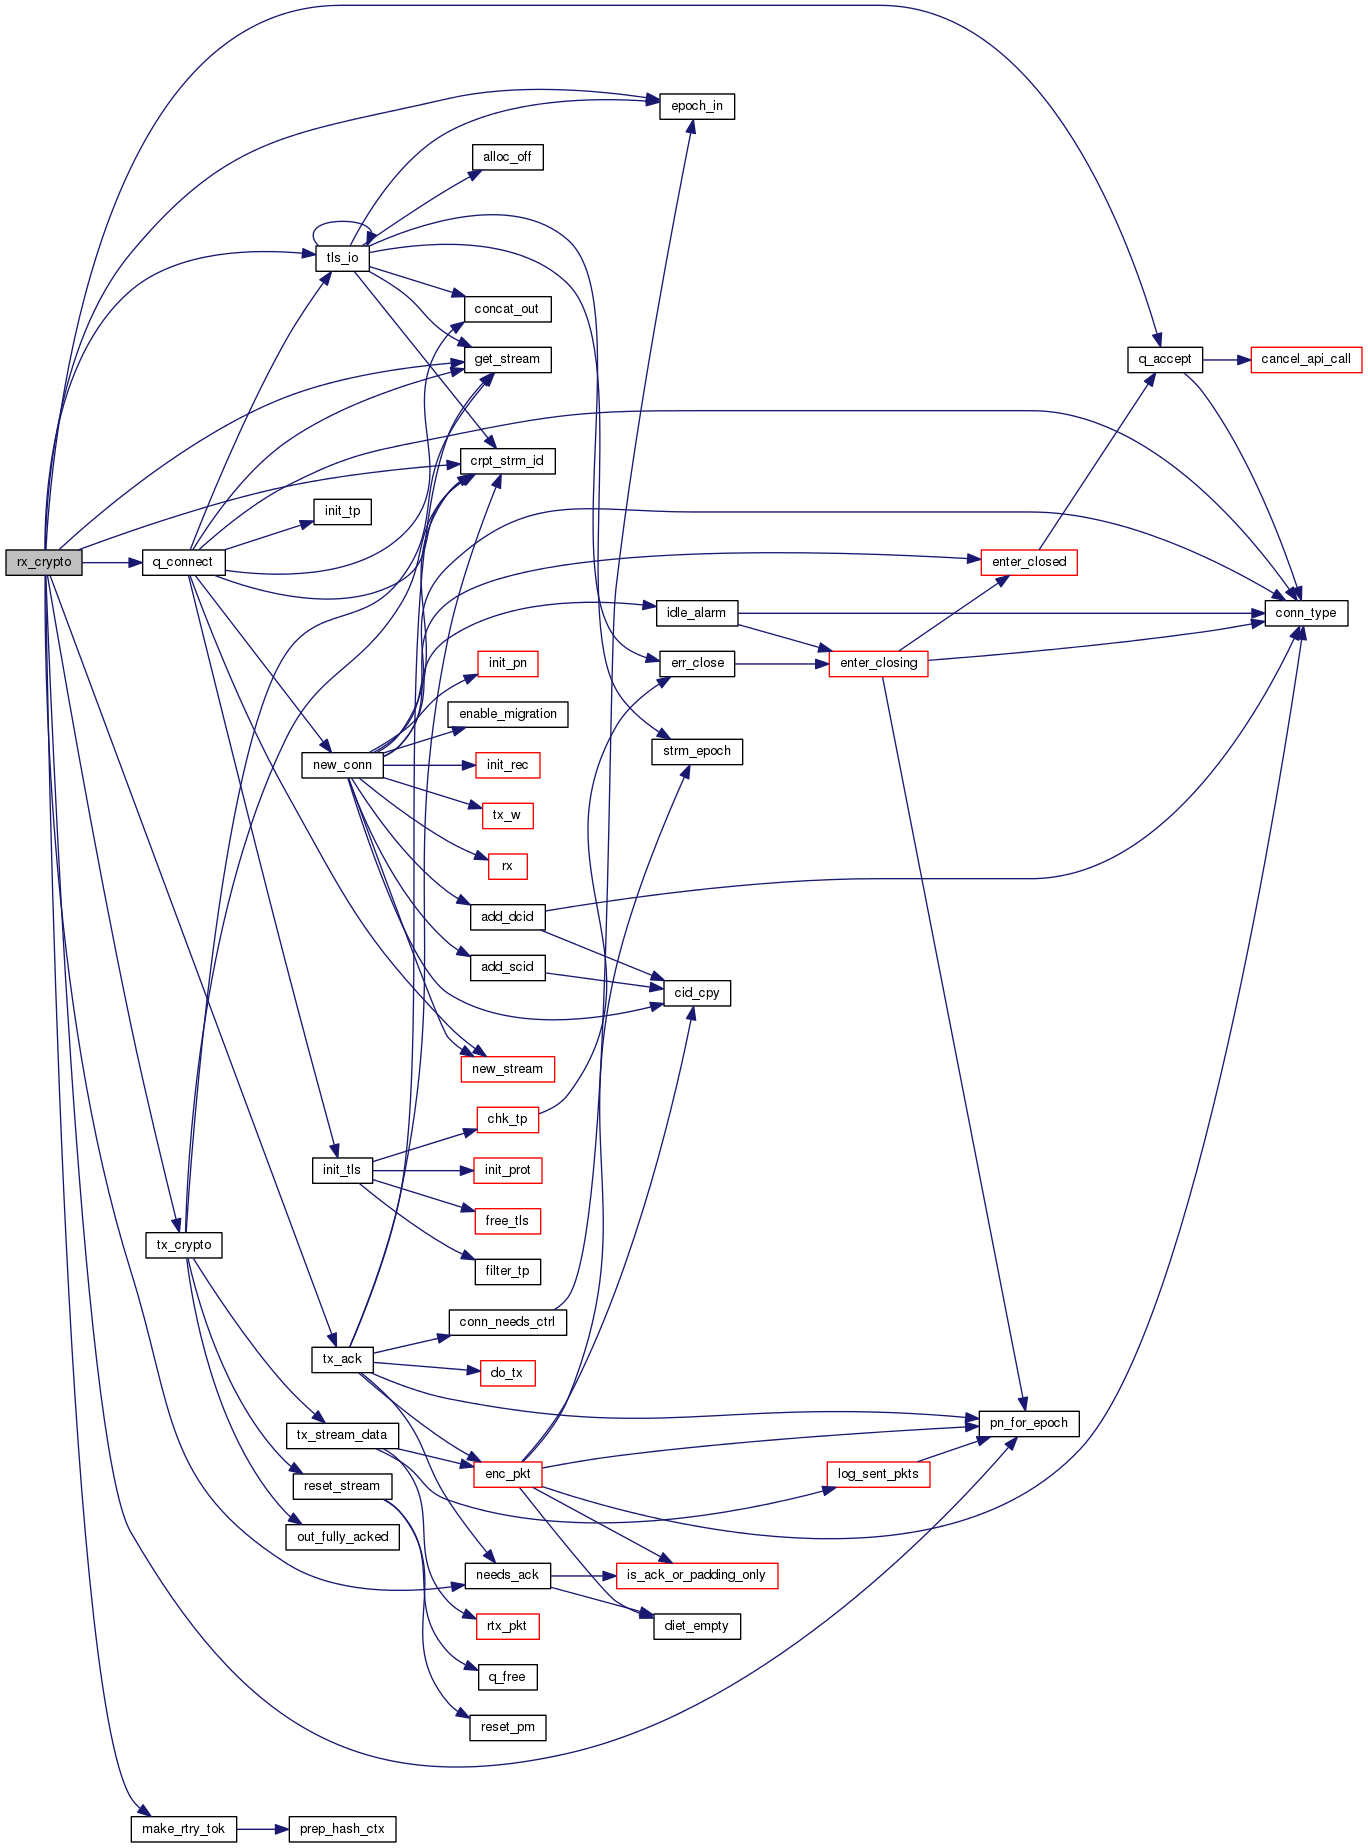 epoch_in
alloc_off
tls_io
concat_out
get_stream
q_accept
cancel_api_call
crpt_strm_id
init_tp
rx_crypto
q_connect
enter_closed
idle_alarm
conn_type
init_pn
err_close
enter_closing
enable_migration
strm_epoch
new_conn
init_rec
tx_w
rx
add_dcid
add_scid
cid_cpy
new_stream
chk_tp
init_tls
init_prot
free_tls
tx_crypto
filter_tp
conn_needs_ctrl
tx_ack
do_tx
pn_for_epoch
tx_stream_data
enc_pkt
log_sent_pkts
reset_stream
out_fully_acked
needs_ack
is_ack_or_padding_only
rtx_pkt
diet_empty
q_free
reset_pm
make_rtry_tok
prep_hash_ctx